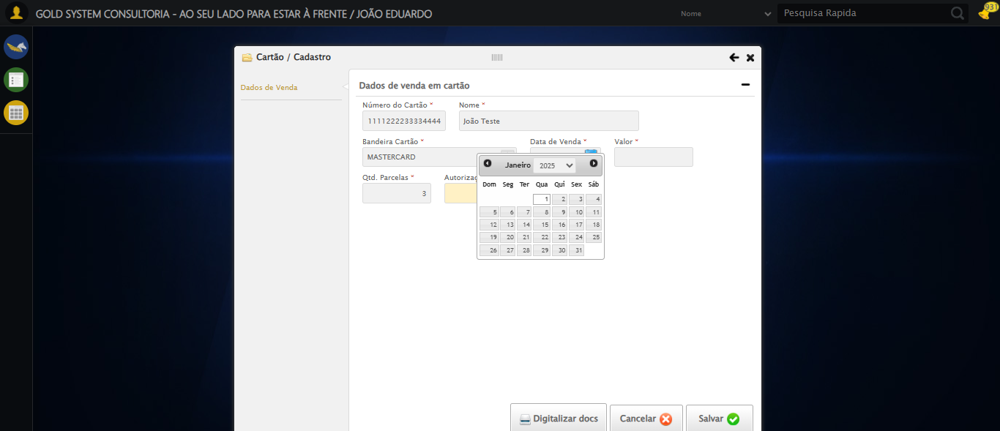 GOLD SYSTEM CONSULTORIA - AO SEU LADO PARA ESTAR À FRENTE / JOÃO EDUARDO
Nome
Pesquisa Rapida
931
Cartão / Cadastro
Dados de Venda
Dados de venda em cartão
Número do Cartão * Nome *
1111222233334444 João Teste
Bandeira Cartão * Data de Venda * Valor *
MASTERCARD
Qtd. Parcelas * Autorizaç
3
Janeiro 2025
Dom Seg Ter Qua Qui Sex Sáb
1 2 3 4
5 6 7 8 9 10 11
12 13 14 15 16 17 18
19 20 21 22 23 24 25
26 27 28 29 30 31
Digitalizar docs Cancelar Salvar